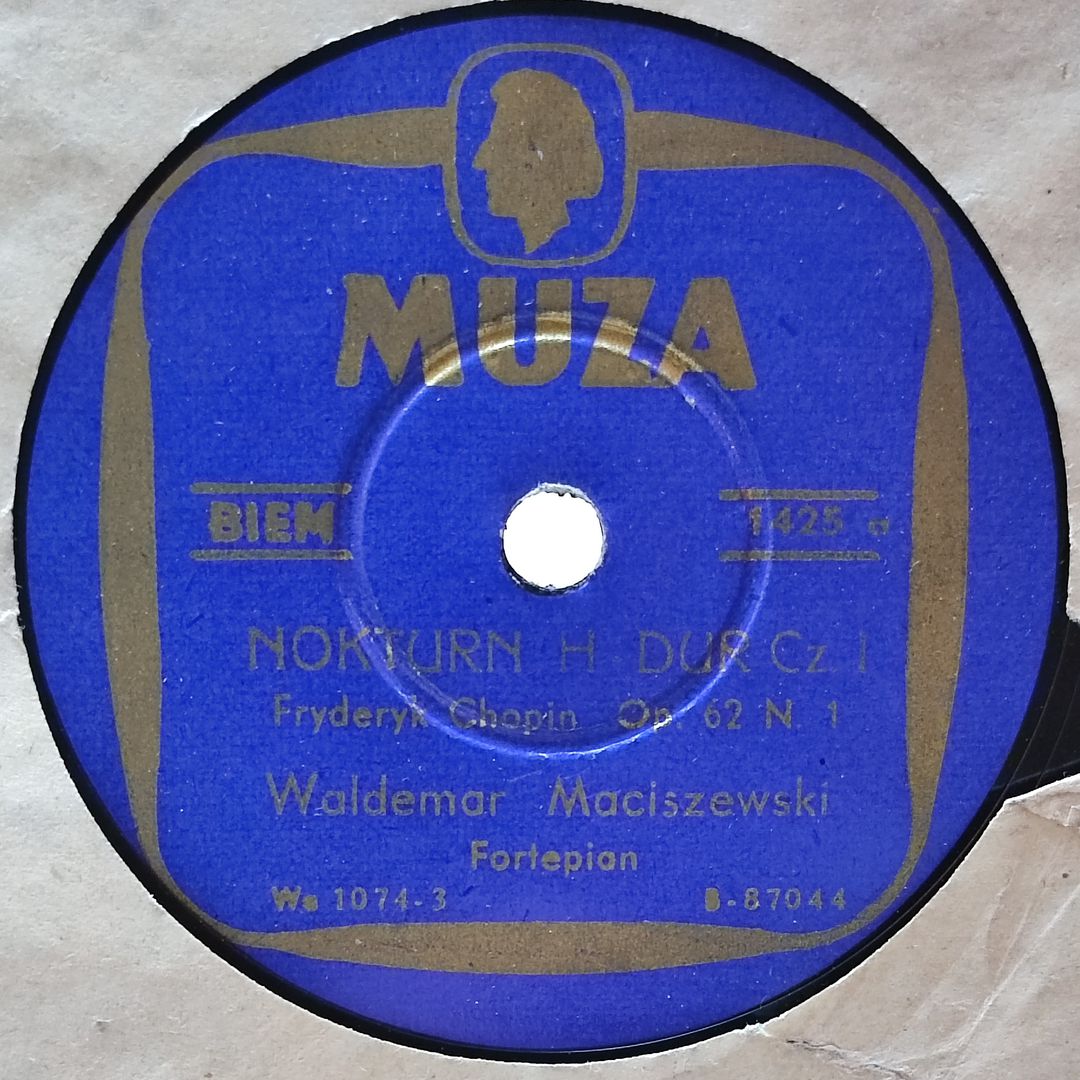 MUZA
BIEM
1425 a
NOKTURN H DUR Cz I
Fryderyk Chopin Op. 62 N. 1
Waldemar Maciszewski
Fortepian
Wa 1074-3 B-87044